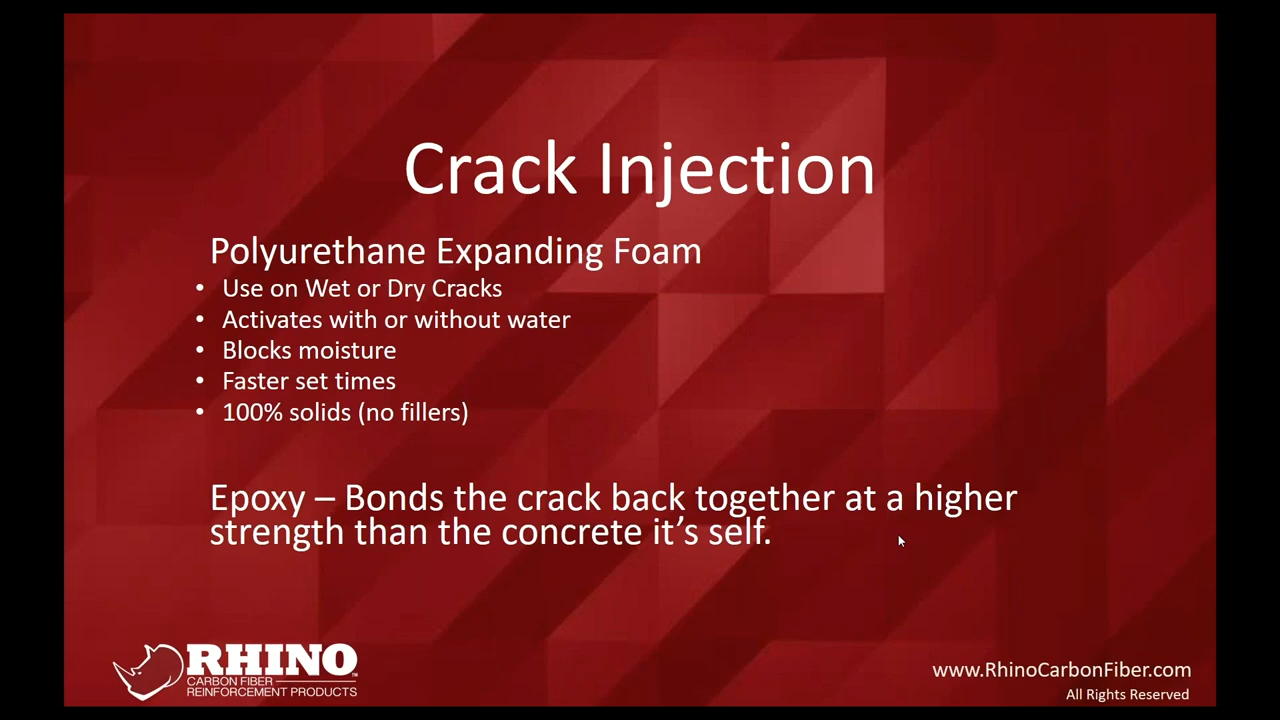 Crack Injection
Polyurethane Expanding Foam
• Use on Wet or Dry Cracks
• Activates with or without water
• Blocks moisture
• Faster set times
• 100% solids (no fillers)
Epoxy – Bonds the crack back together at a higher
strength than the concrete it’s self.
RHINO™
CARBON FIBER
REINFORCEMENT PRODUCTS
www.RhinoCarbonFiber.com
All Rights Reserved